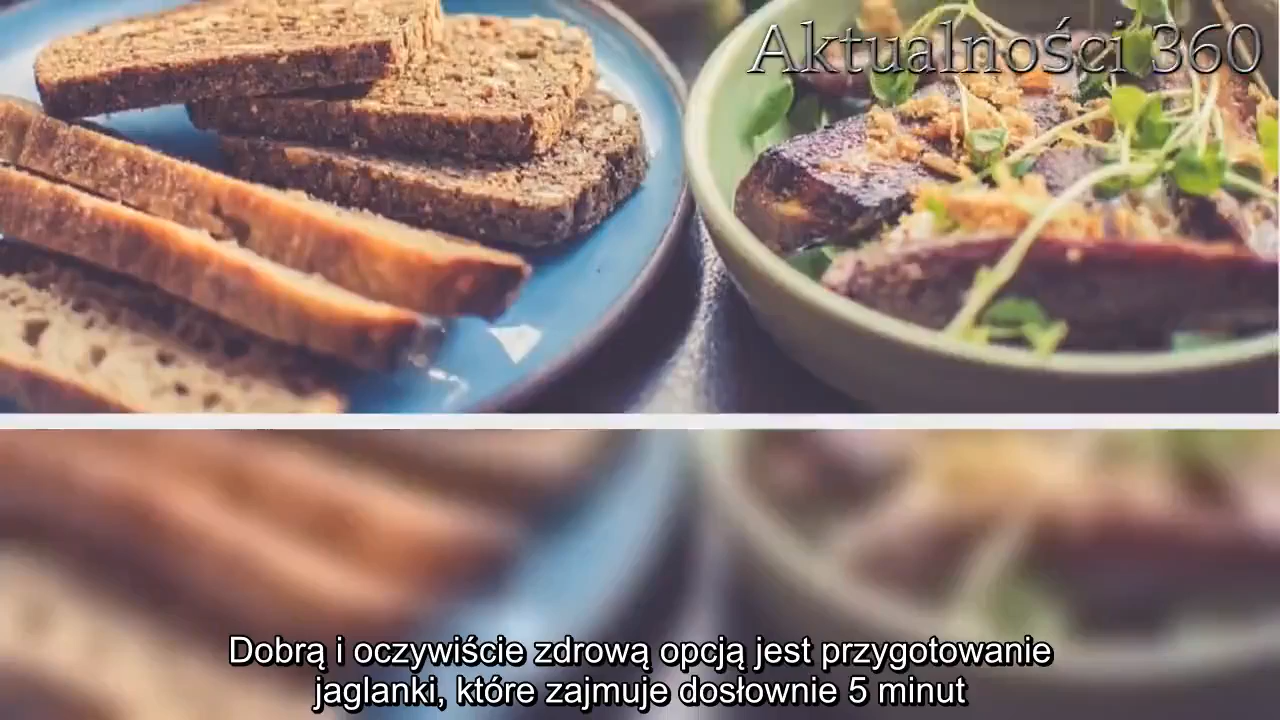 Aktualności 360
Dobrą i oczywiście zdrową opcją jest przygotowanie
jaglanki, które zajmuje dosłownie 5 minut